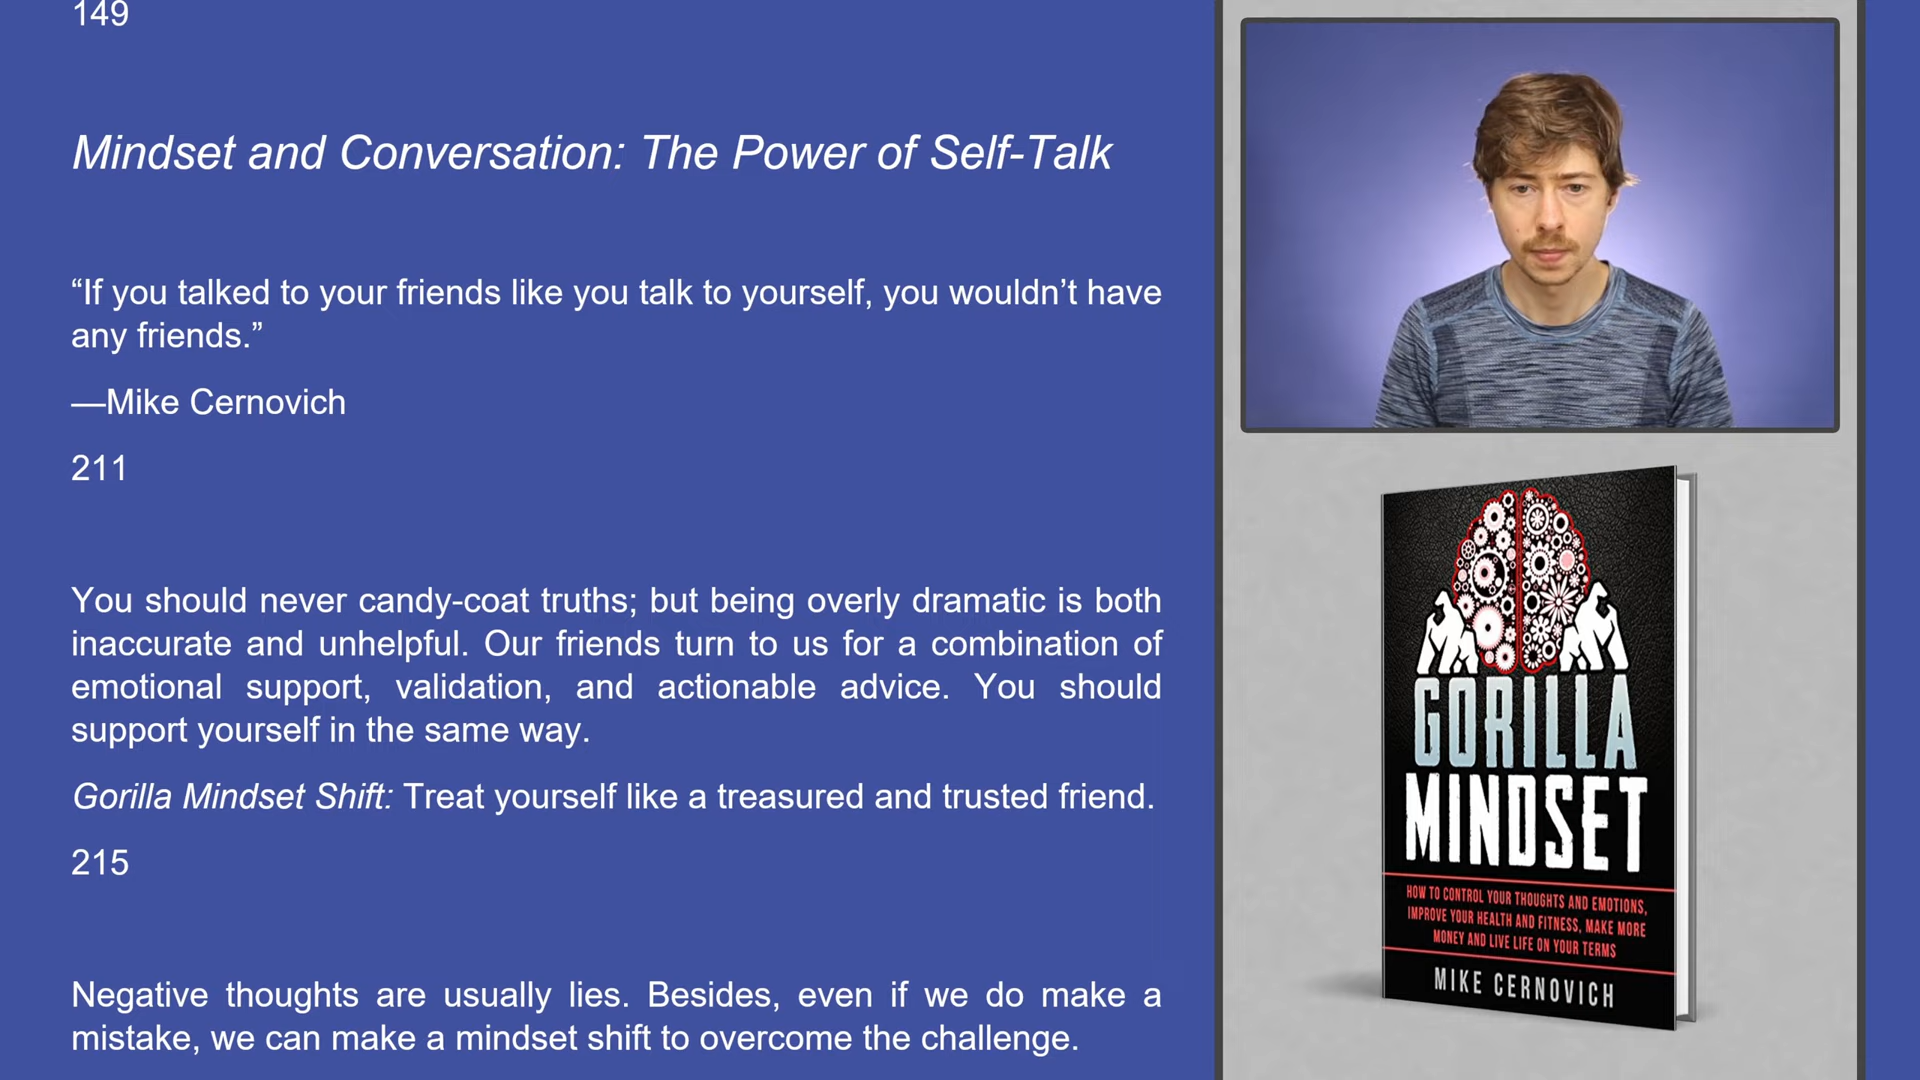 149
Mindset and Conversation: The Power of Self-Talk
“If you talked to your friends like you talk to yourself, you wouldn’t have
any friends.”
—Mike Cernovich
211
You should never candy-coat truths; but being overly dramatic is both
inaccurate and unhelpful. Our friends turn to us for a combination of
emotional support, validation, and actionable advice. You should
support yourself in the same way.
Gorilla Mindset Shift: Treat yourself like a treasured and trusted friend.
215
Negative thoughts are usually lies. Besides, even if we do make a
mistake, we can make a mindset shift to overcome the challenge.
GORILLA
MINDSET
HOW TO CONTROL YOUR THOUGHTS AND EMOTIONS,
IMPROVE YOUR HEALTH AND FITNESS, MAKE MORE
MONEY AND LIVE LIFE ON YOUR TERMS
MIKE CERNOVICH